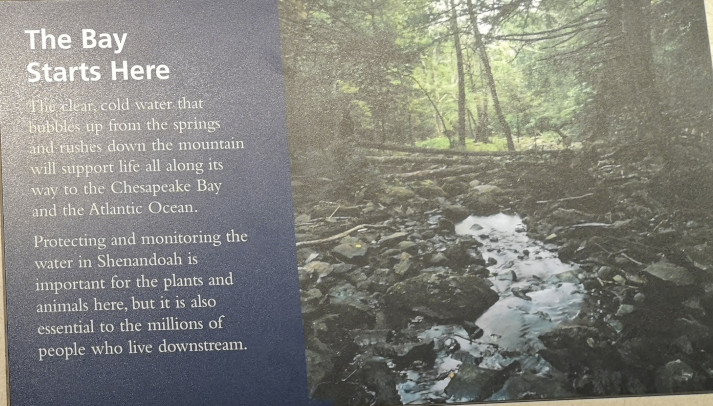 The Bay
Starts Here
The clear, cold water that
bubbles up from the springs
and rushes down the mountain
will support life all along its
way to the Chesapeake Bay
and the Atlantic Ocean.
Protecting and monitoring the
water in Shenandoah is
important for the plants and
animals here, but it is also
essential to the millions of
people who live downstream.